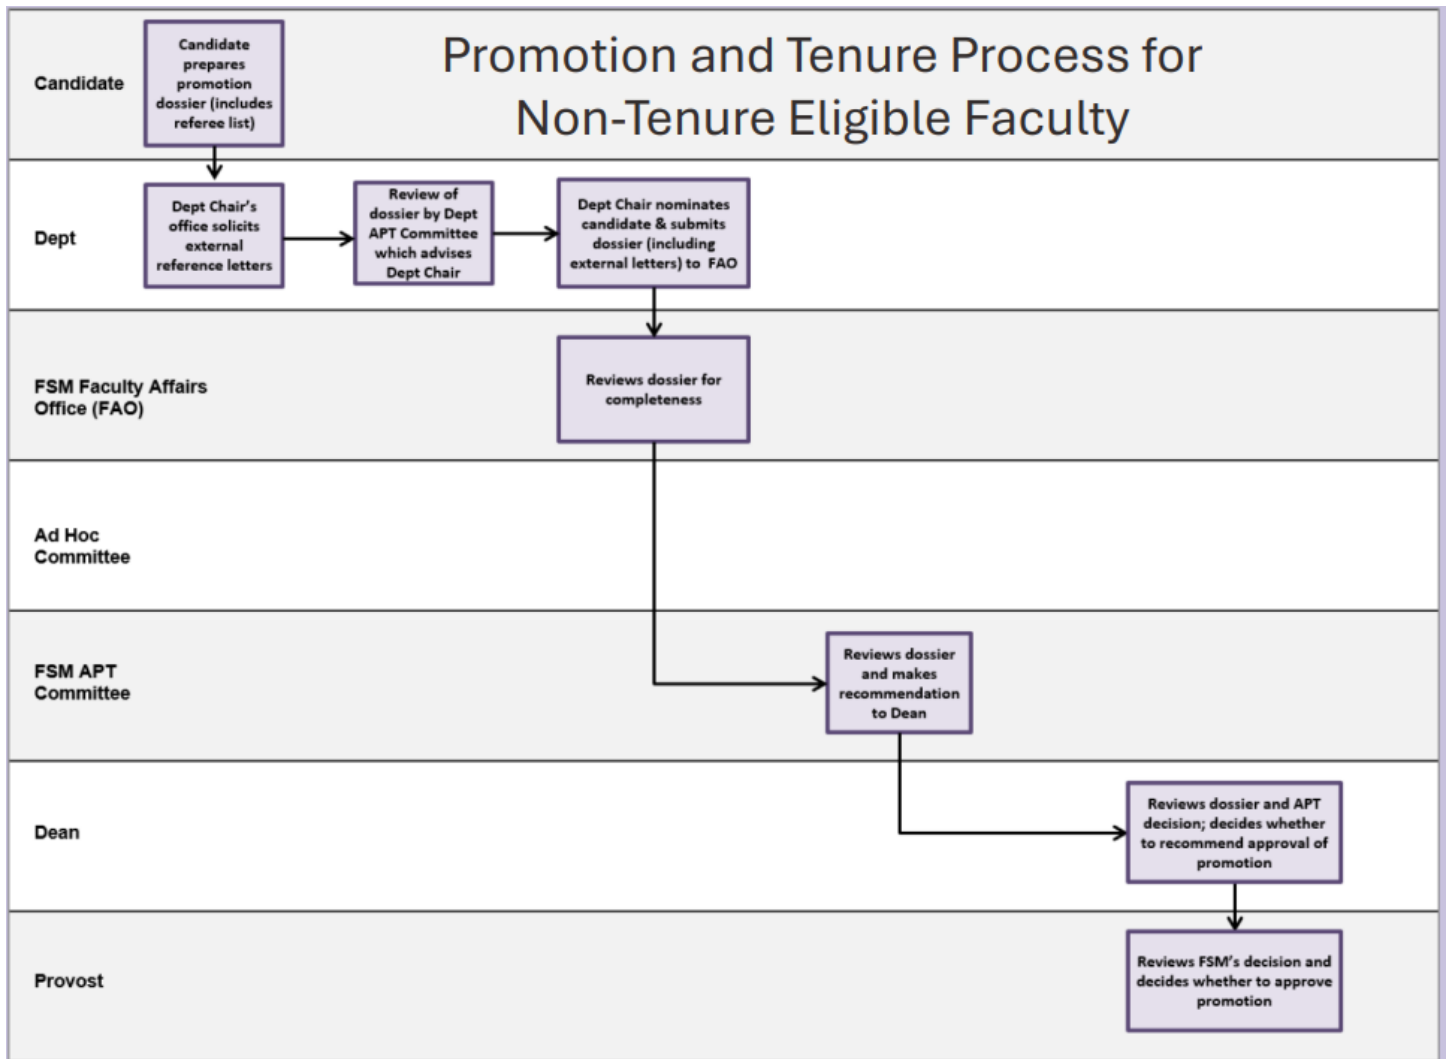 Promotion and Tenure Process for
Non-Tenure Eligible Faculty
Candidate
Candidate
prepares
promotion
dossier (includes
referee list)
Dept
Dept Chair's
office solicits
external
reference letters
Review of
dossier by Dept
APT Committee
which advises
Dept Chair
Dept Chair nominates
candidate & submits
dossier (including
external letters) to FAO
FSM Faculty Affairs
Office (FAO)
Reviews dossier for
completeness
Ad Hoc
Committee
FSM APT
Committee
Reviews dossier
and makes
recommendation
to Dean
Dean
Reviews dossier and APT
decision; decides whether
to recommend approval of
promotion
Provost
Reviews FSM's decision and
decides whether to approve
promotion